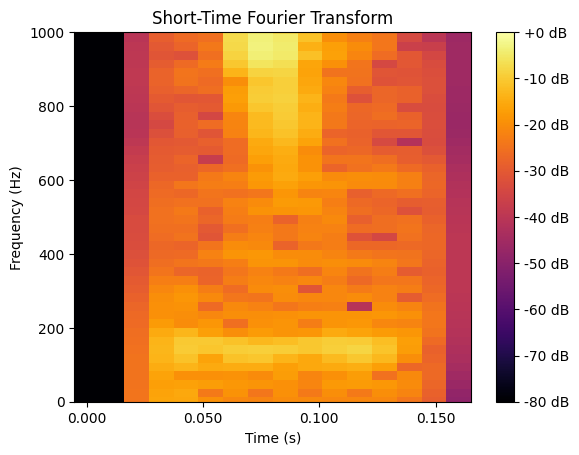 Short-Time Fourier Transform
1000
800
600
400
200
0
Frequency (Hz)
0.000
0.050
0.100
0.150
Time (s)
+0 dB
-10 dB
-20 dB
-30 dB
-40 dB
-50 dB
-60 dB
-70 dB
-80 dB